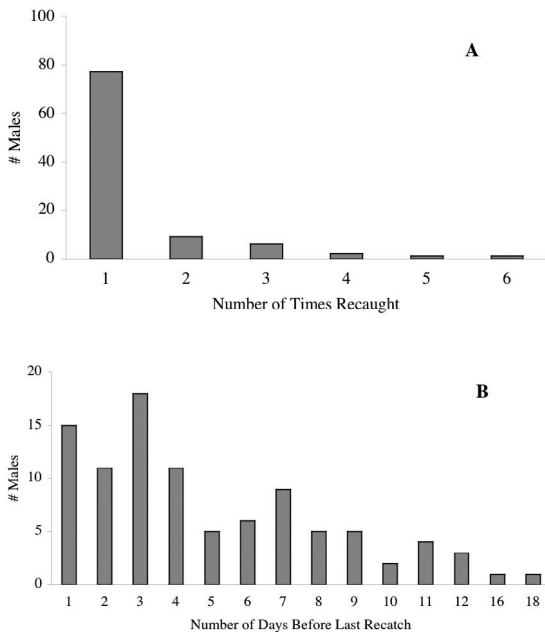 100
80
60
40
20
0
# Males
A
1 2 3 4 5 6
Number of Times Recaught
20
15
10
5
0
# Males
B
1 2 3 4 5 6 7 8 9 10 11 12 16 18
Number of Days Before Last Recatch